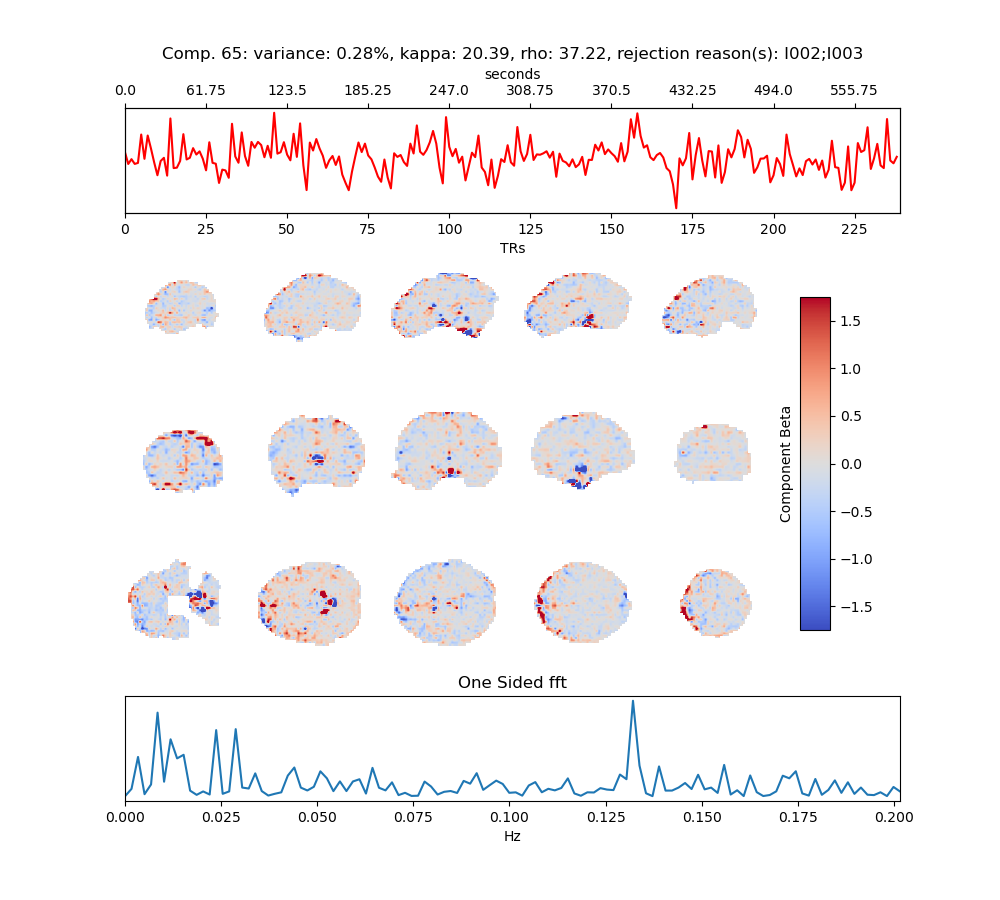 Comp. 65: variance: 0.28%, kappa: 20.39, rho: 37.22, rejection reason(s): I002;I003
seconds
0.0 61.75 123.5 185.25 247.0 308.75 370.5 432.25 494.0 555.75
0 25 50 75 100 125 150 175 200 225
TRs
1.5
1.0
0.5
0.0
−0.5
−1.0
−1.5
Component Beta
One Sided fft
0.000 0.025 0.050 0.075 0.100 0.125 0.150 0.175 0.200
Hz